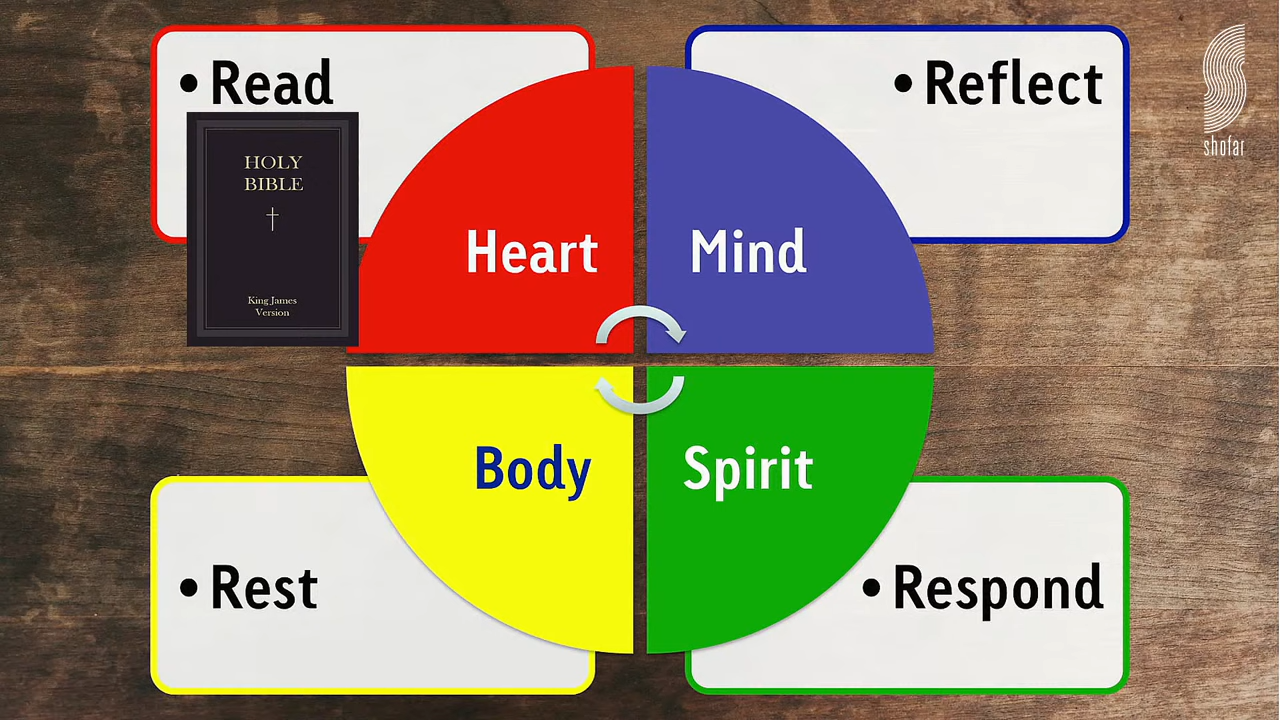 • Read
HOLY
BIBLE
King James
Version
• Reflect
shofar
Heart
Mind
Body
Spirit
• Rest
• Respond